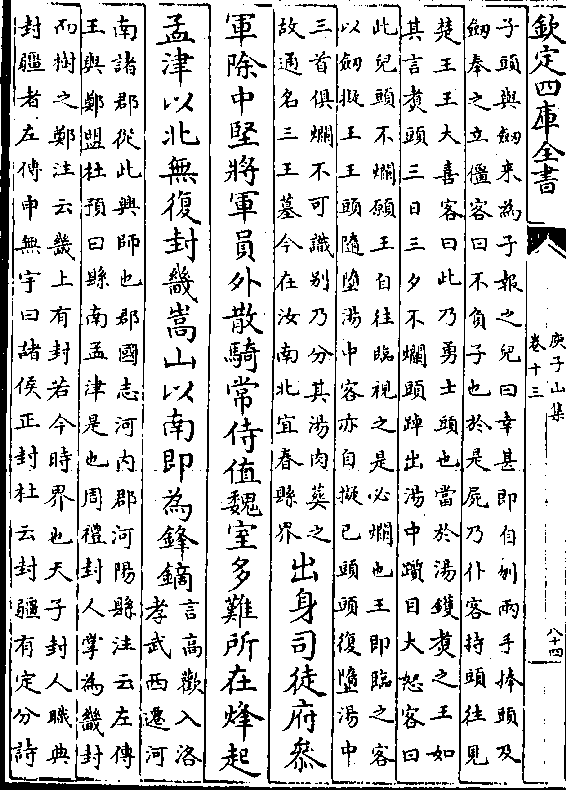 欽定四庫全書
庾子山集
卷十三
八十四
子頭與劒来為子報之兒曰幸甚即自刎兩手捧頭及
劒奉之立僵客曰不負子也於是屍乃仆客持頭往見
楚王王大喜客曰此乃勇士頭也當於湯鑊煑之王如
其言煑頭三日三夕不爛頭踔出湯中躓目大怒客曰
此兒頭不爛願王自往臨視之是必爛也王即臨之客
以劒擬王王頭隨墮湯中客亦自擬已頭頭復墮湯中
三首俱爛不可識别乃分其湯肉葬之
故通名三王墓今在汝南北宜春縣界
出身司徒府叅
軍除中堅將軍員外散騎常侍值魏室多難所在烽起
孟津以北無復封畿嵩山以南即為鋒鏑
言高歡入洛
孝武西遷河
南諸郡從此興師也郡國志河内郡河陽縣注云左傳
王與鄭盟杜預曰縣南孟津是也周禮封人掌為畿封
而樹之鄭注云畿上有封若今時界也天子封人職典
封疆者左傳申無宇曰諸侯正封杜云封疆有定分詩